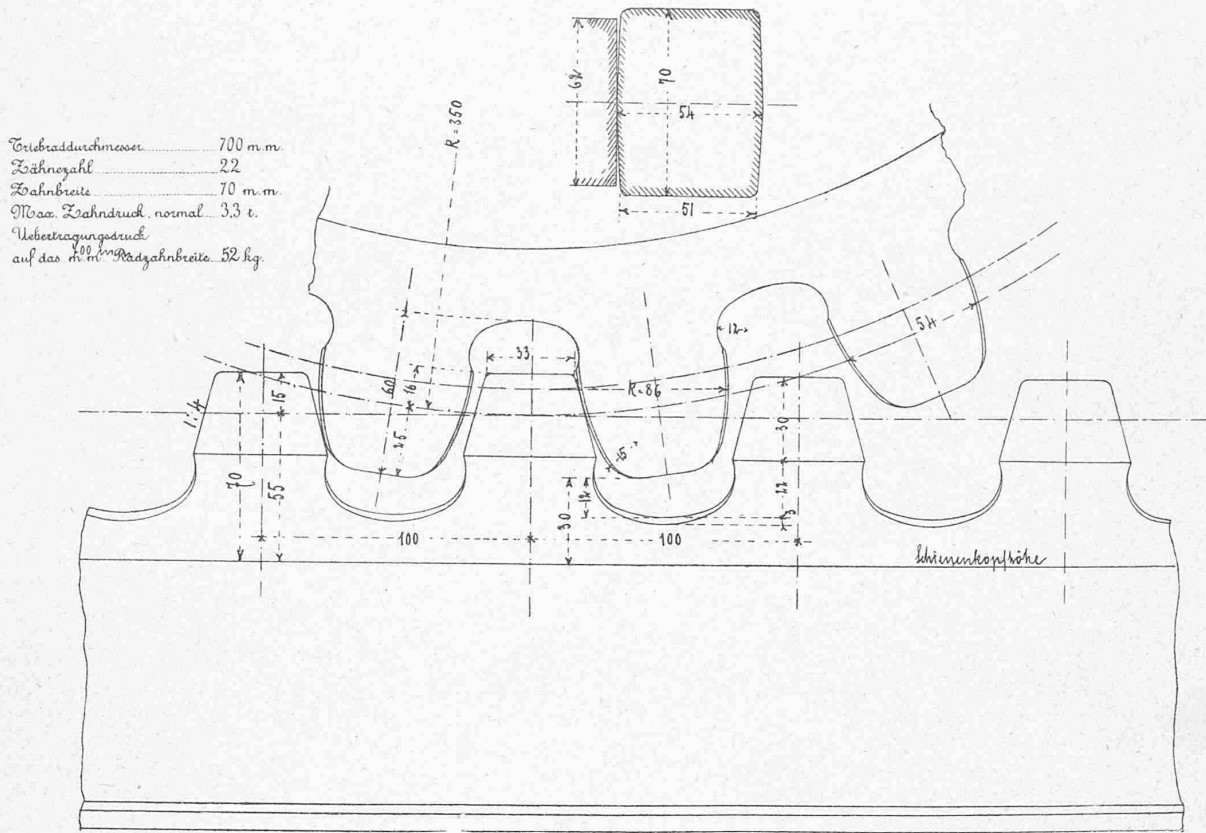 62
70
54
51
R=350
Triebraddurchmesser 700 m.m.
Zähnezahl 22
Zahnbreite 70 m.m.
Max. Zahndruck, normal 3,3 t.
Uebertragungsdruck
auf das m.m. Radzahnbreite 52 kg.
1:4
15
70
55
60
16
25
33
R=86
12
54
15
30
12
30
22
3
100
100
Schienenkopfhöhe